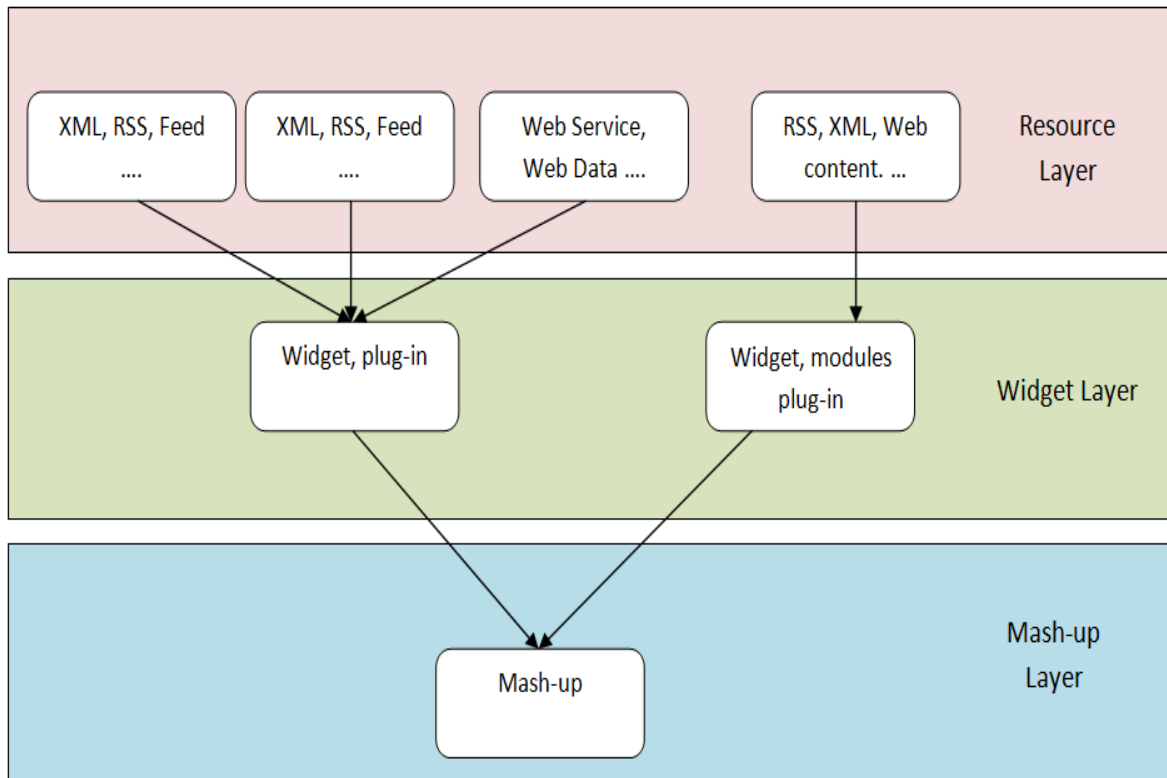 XML, RSS, Feed
....
XML, RSS, Feed
....
Web Service,
Web Data ....
RSS, XML, Web
content. ...
Resource
Layer
Widget, plug-in
Widget, modules
plug-in
Widget Layer
Mash-up
Mash-up
Layer